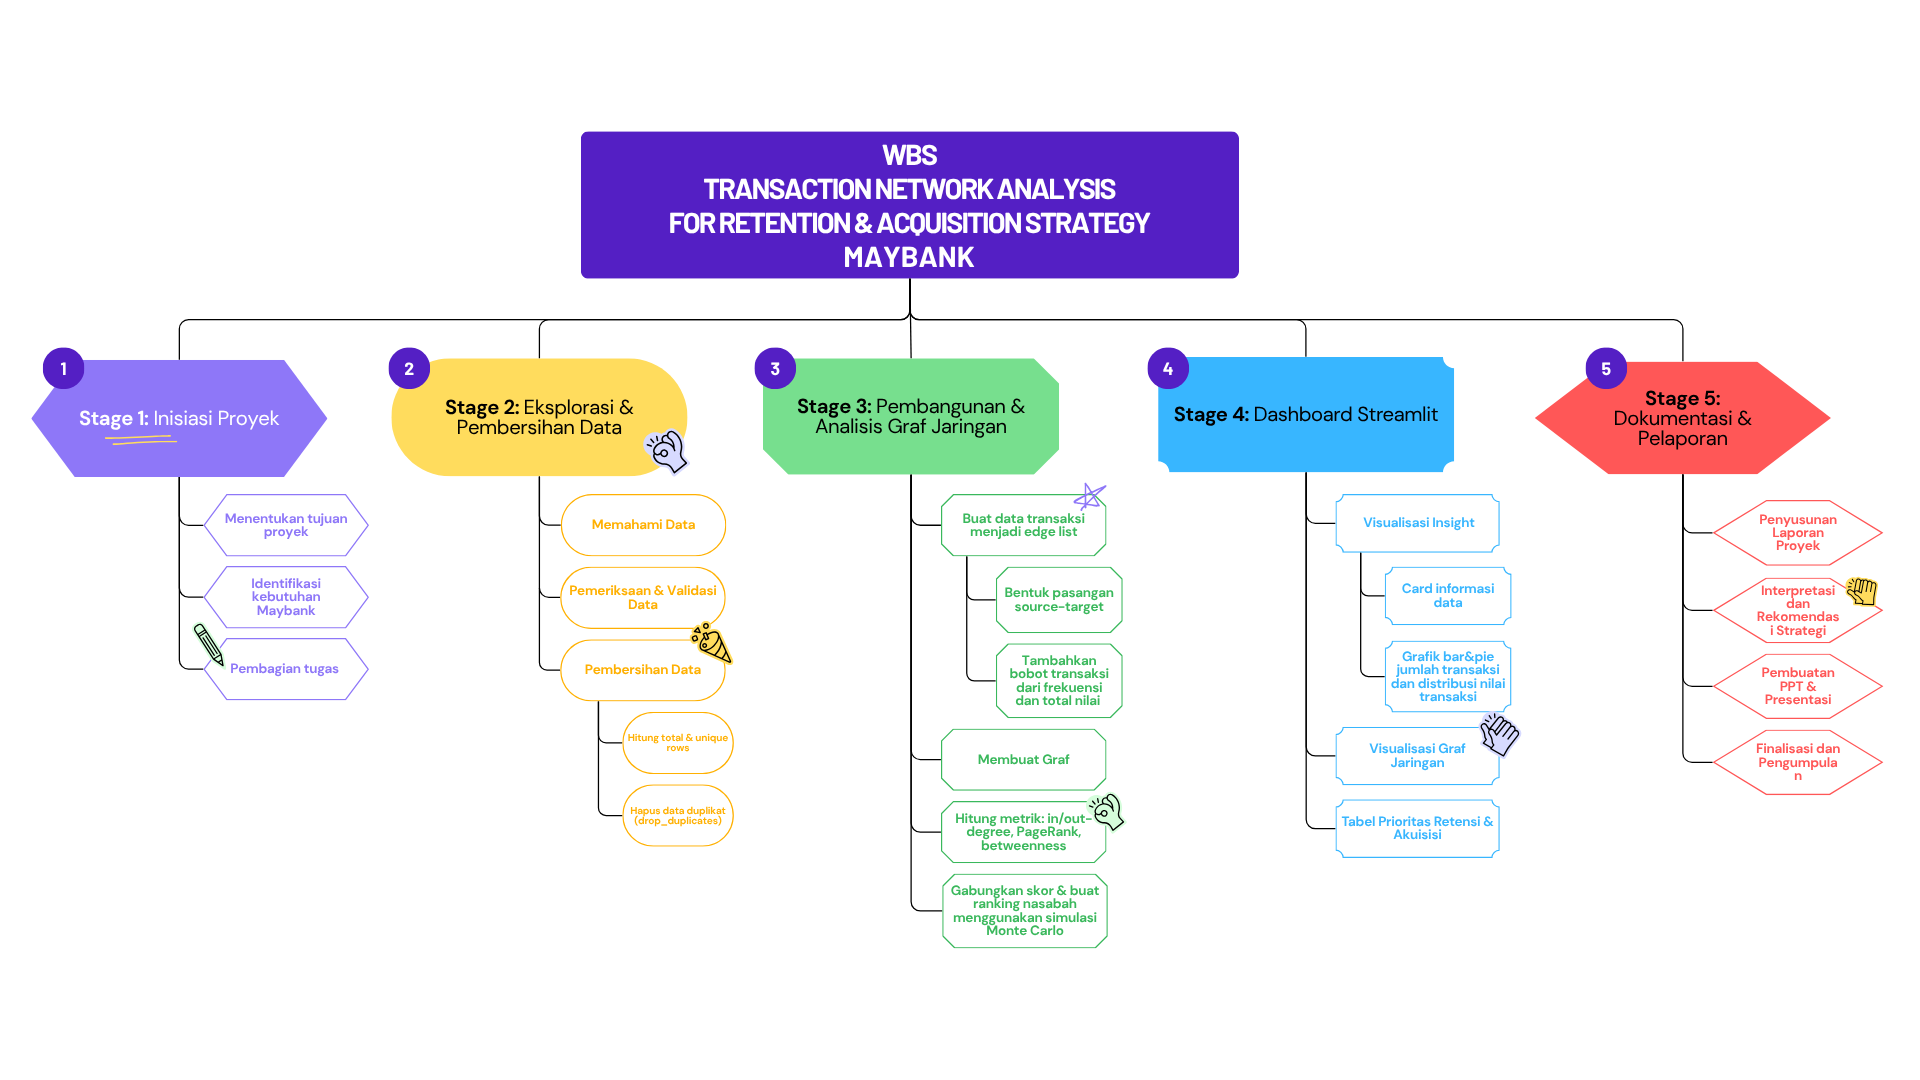 WBS
TRANSACTION NETWORK ANALYSIS
FOR RETENTION & ACQUISITION STRATEGY
MAYBANK
1
Stage 1: Inisiasi Proyek
Menentukan tujuan
proyek
Identifikasi
kebutuhan
Maybank
Pembagian tugas
2
Stage 2: Eksplorasi &
Pembersihan Data
Memahami Data
Pemeriksaan & Validasi
Data
Pembersihan Data
Hitung total & unique
rows
Hapus data duplikat
(drop_duplicates)
3
Stage 3: Pembangunan &
Analisis Graf Jaringan
Buat data transaksi
menjadi edge list
Bentuk pasangan
source-target
Tambahkan
bobot transaksi
dari frekuensi
dan total nilai
Membuat Graf
Hitung metrik: in/out-
degree, PageRank,
betweenness
Gabungkan skor & buat
ranking nasabah
menggunakan simulasi
Monte Carlo
4
Stage 4: Dashboard Streamlit
Visualisasi Insight
Card informasi
data
Grafik bar&pie
jumlah transaksi
dan distribusi nilai
transaksi
Visualisasi Graf
Jaringan
Tabel Prioritas Retensi &
Akuisisi
5
Stage 5:
Dokumentasi &
Pelaporan
Penyusunan
Laporan
Proyek
Interpretasi
dan
Rekomendas
i Strategi
Pembuatan
PPT &
Presentasi
Finalisasi dan
Pengumpula
n